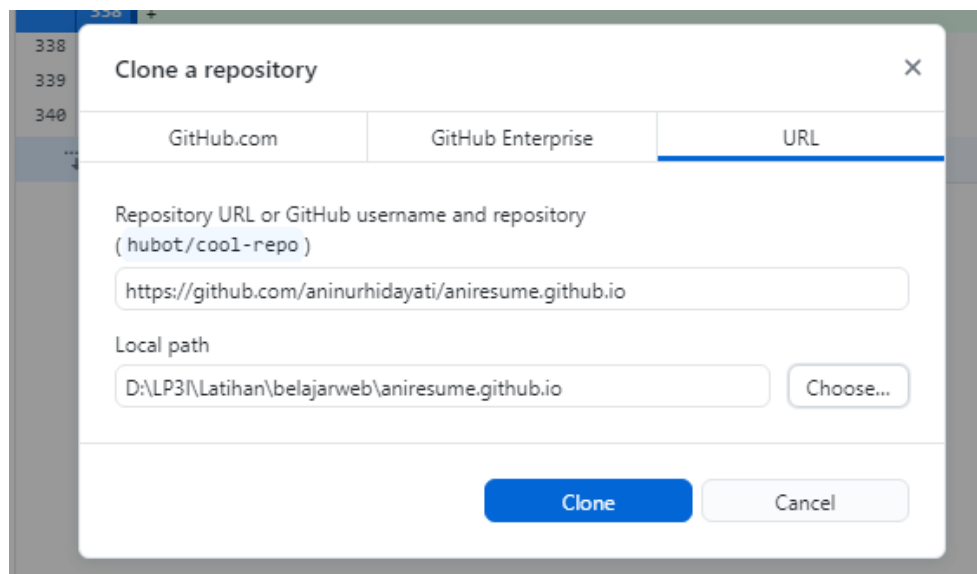 338 +
338
339
340
Clone a repository
GitHub.com GitHub Enterprise URL
Repository URL or GitHub username and repository
(hubot/cool-repo)
https://github.com/aninurhidayati/aniresume.github.io
Local path
D:\LP3I\Latihan\belajarweb\aniresume.github.io Choose...
Clone Cancel